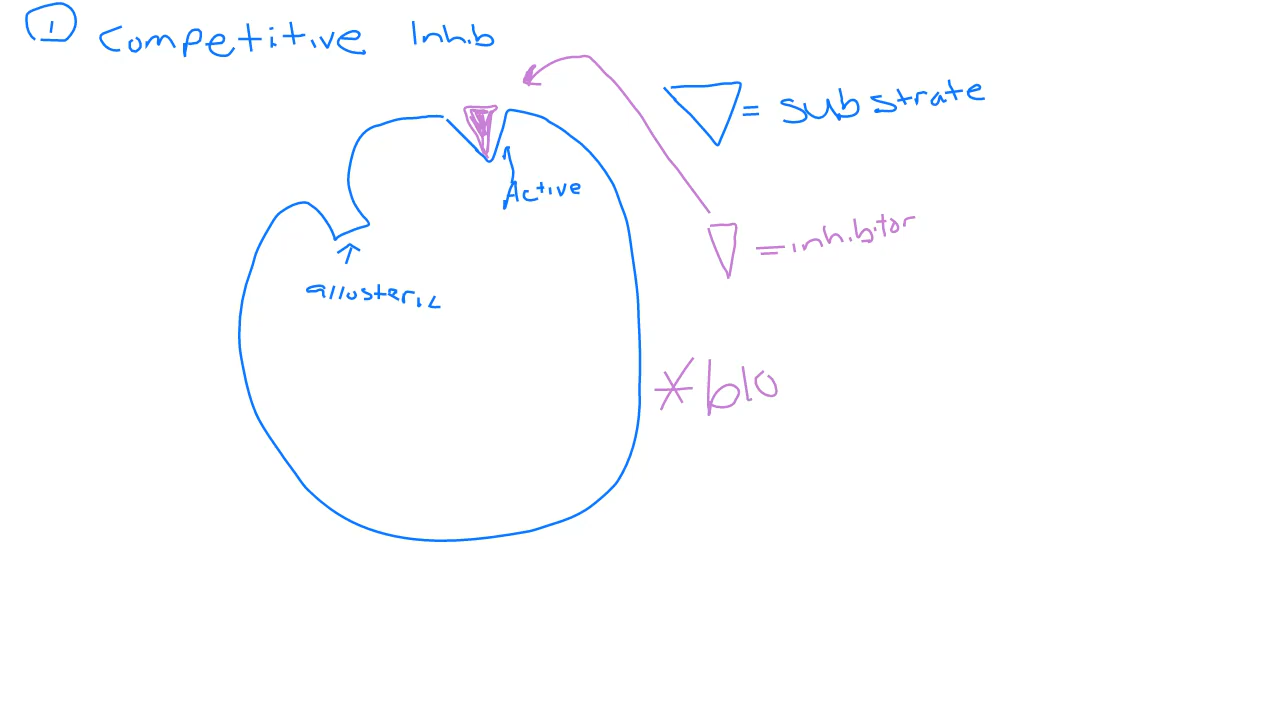 1 Competitive Inhib
= substrate
Active
= inhibitor
allosteric
*blo